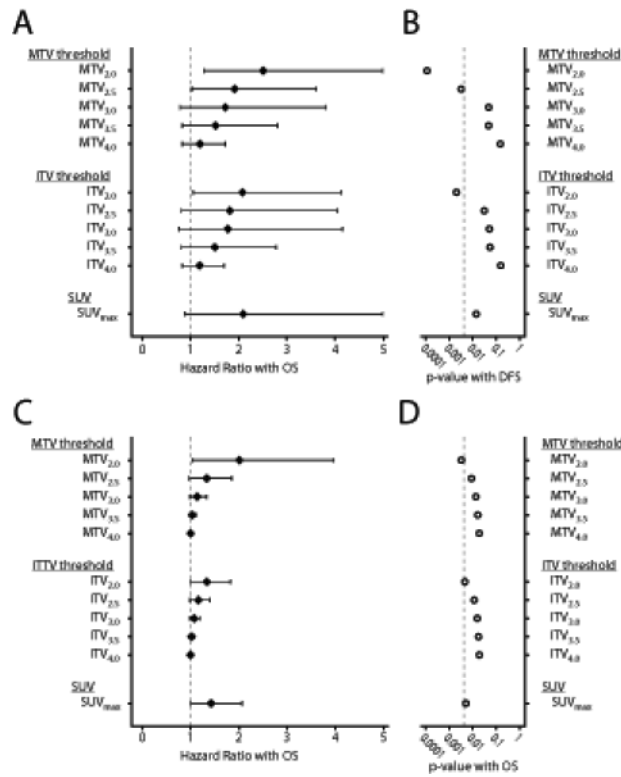 A
B
MTV threshold
MTV2.0
MTV2.5
MTV3.0
MTV3.5
MTV4.0
ITV threshold
ITV2.0
ITV2.5
ITV3.0
ITV3.5
ITV4.0
SUV
SUVmax
0 1 2 3 4 5
Hazard Ratio with OS
MTV threshold
MTV2.0
MTV2.5
MTV3.0
MTV3.5
MTV4.0
ITV threshold
ITV2.0
ITV2.5
ITV3.0
ITV3.5
ITV4.0
SUV
SUVmax
0.0001 0.001 0.01 0.1 1
p-value with DFS
C
D
MTV threshold
MTV2.0
MTV2.5
MTV3.0
MTV3.5
MTV4.0
ITTV threshold
ITV2.0
ITV2.5
ITV3.0
ITV3.5
ITV4.0
SUV
SUVmax
0 1 2 3 4 5
Hazard Ratio with OS
MTV threshold
MTV2.0
MTV2.5
MTV3.0
MTV3.5
MTV4.0
ITV threshold
ITV2.0
ITV2.5
ITV3.0
ITV3.5
ITV4.0
SUV
SUVmax
0.0001 0.001 0.01 0.1 1
p-value with OS